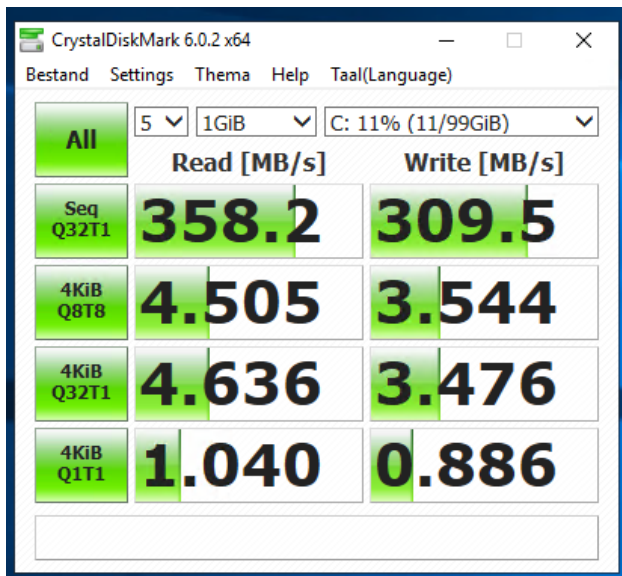 CrystalDiskMark 6.0.2 x64
Bestand Settings Thema Help Taal(Language)
All 5 1GiB C: 11% (11/99GiB)
Read [MB/s] Write [MB/s]
Seq
Q32T1 358.2 309.5
4KiB
Q8T8 4.505 3.544
4KiB
Q32T1 4.636 3.476
4KiB
Q1T1 1.040 0.886